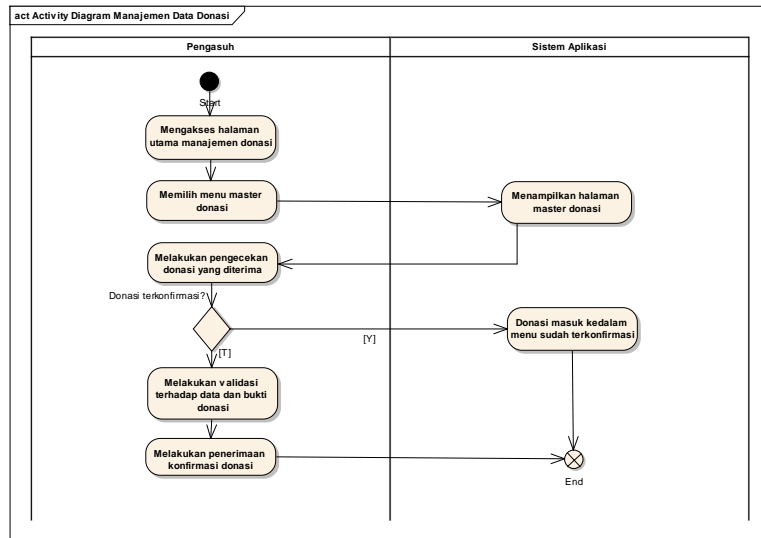 act Activity Diagram Manajemen Data Donasi
Pengasuh
Sistem Aplikasi
Start
Mengakses halaman
utama manajemen donasi
Memilih menu master
donasi
Menampilkan halaman
master donasi
Melakukan pengecekan
donasi yang diterima
Donasi terkonfirmasi?
[Y]
Donasi masuk kedalam
menu sudah terkonfirmasi
[T]
Melakukan validasi
terhadap data dan bukti
donasi
Melakukan penerimaan
konfirmasi donasi
End